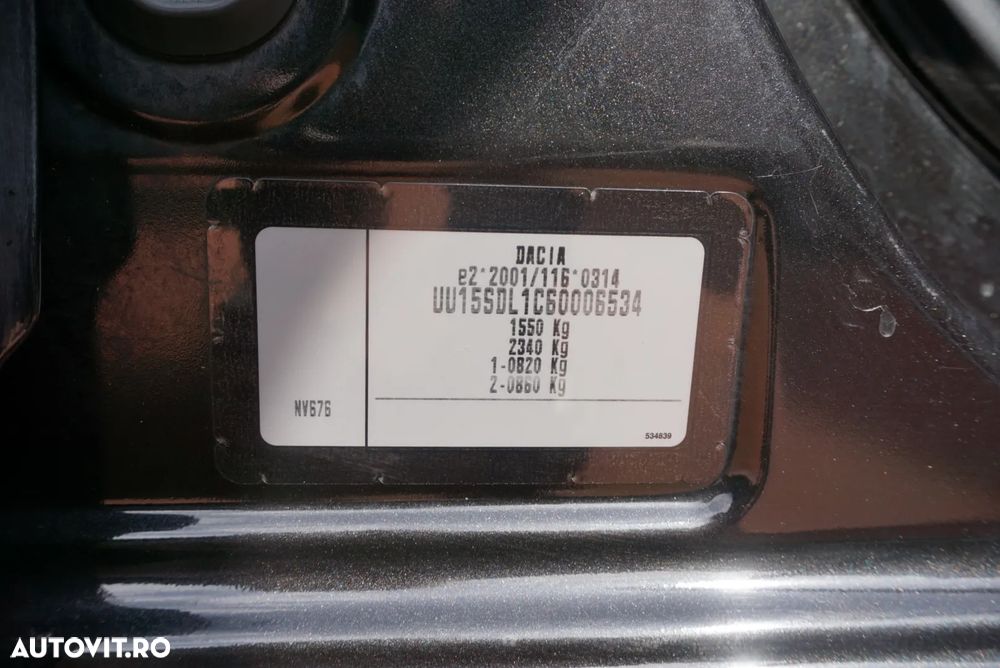 DACIA
e2*2001/116*0314
UU15SDL1C60006534
1550 Kg
2340 Kg
1-0820 Kg
2-0860 Kg
NV676
534839
AUTOVIT.RO